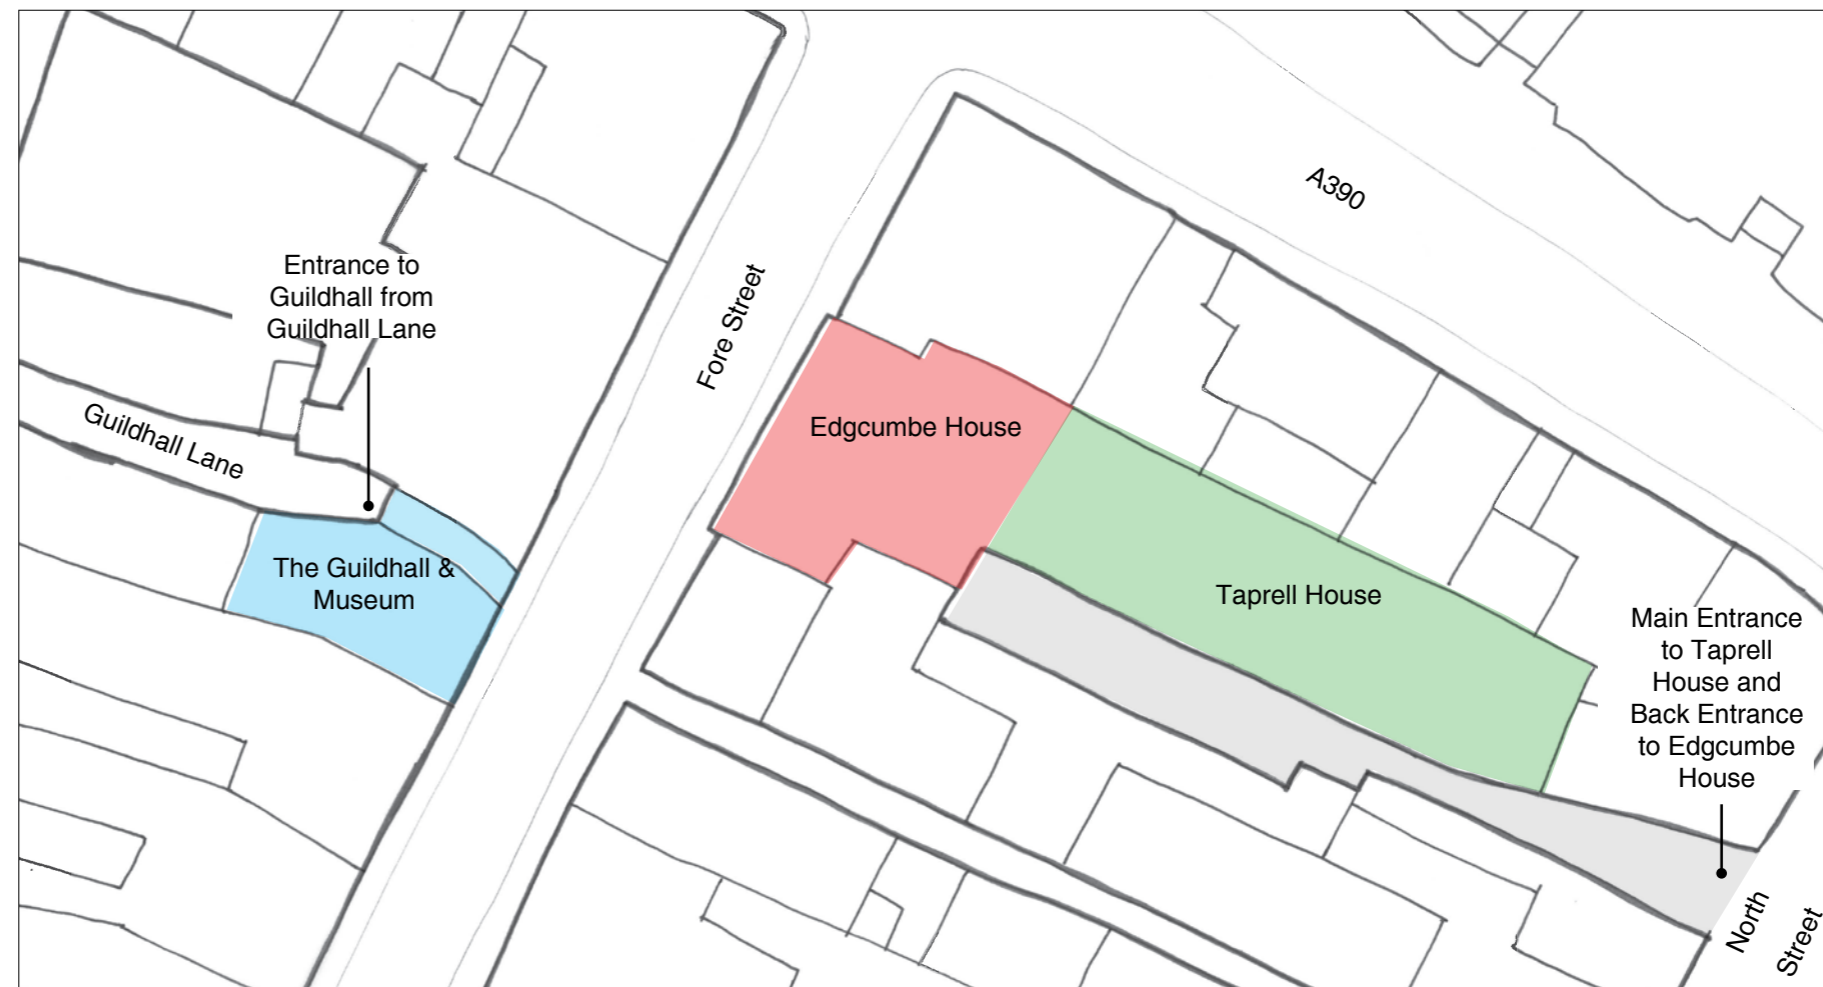 A390
Entrance to
Guildhall from
Guildhall Lane
Fore Street
Guildhall Lane
Edgcumbe House
The Guildhall &
Museum
Taprell House
Main Entrance
to Taprell
House and
Back Entrance
to Edgcumbe
House
North
Street